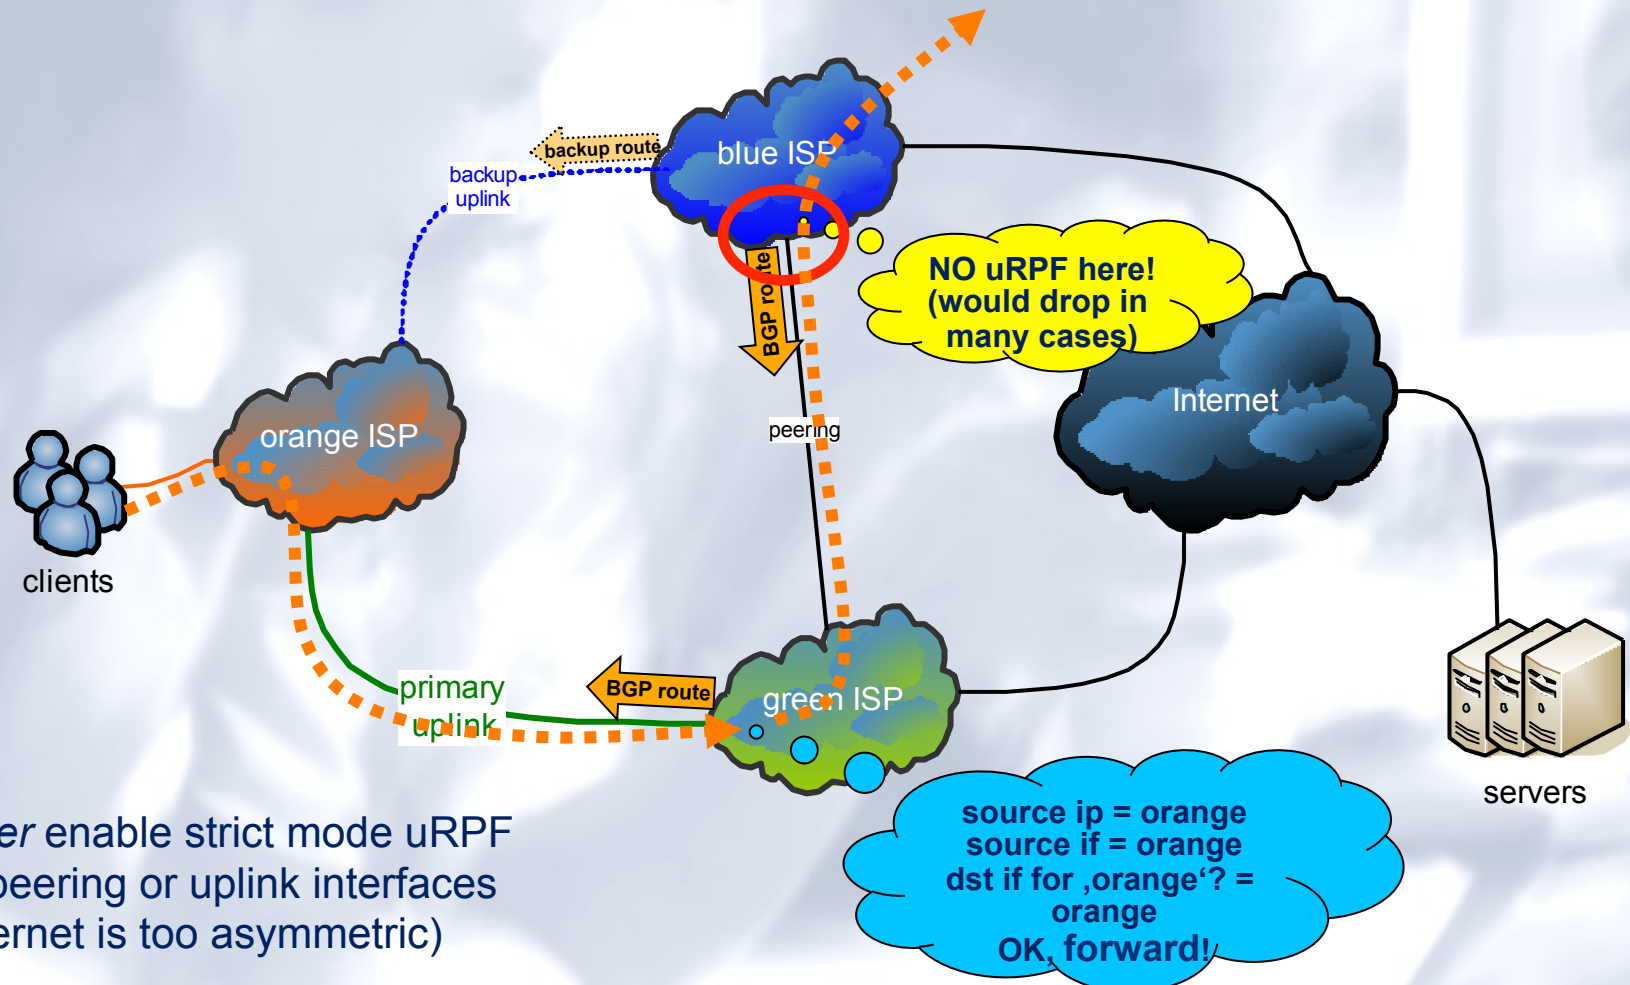 backup route
blue ISP
backup
uplink
NO uRPF here!
(would drop in
many cases)
BGP route
Internet
peering
orange ISP
clients
primary
uplink
BGP route
green ISP
servers
source ip = orange
source if = orange
dst if for ‚orange‘? =
orange
OK, forward!
er enable strict mode uRPF
peering or uplink interfaces
ernet is too asymmetric)